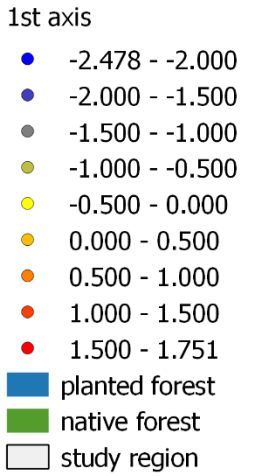 1st axis
-2.478 - -2.000
-2.000 - -1.500
-1.500 - -1.000
-1.000 - -0.500
-0.500 - 0.000
0.000 - 0.500
0.500 - 1.000
1.000 - 1.500
1.500 - 1.751
planted forest
native forest
study region